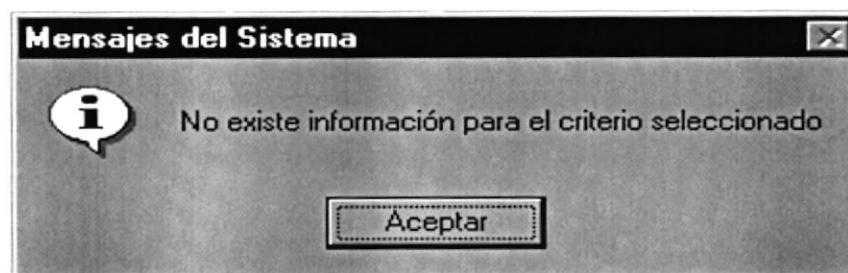 Mensajes del Sistema
No existe información para el criterio seleccionado
Aceptar